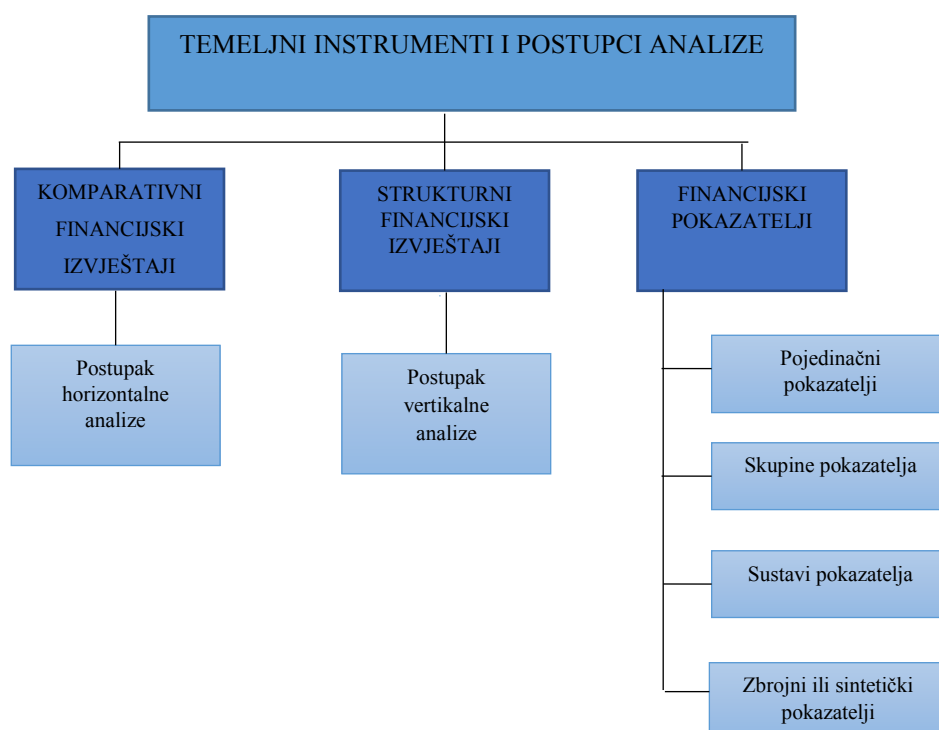 TEMELJNI INSTRUMENTI I POSTUPCI ANALIZE
KOMPARATIVNI
FINANCIJSKI
IZVJEŠTAJI
STRUKTURNI
FINANCIJSKI
IZVJEŠTAJI
FINANCIJSKI
POKAZATELJI
Postupak
horizontalne
analize
Postupak
vertikalne
analize
Pojedinačni
pokazatelji
Skupine pokazatelja
Sustavi pokazatelja
Zbrojni ili sintetički
pokazatelji